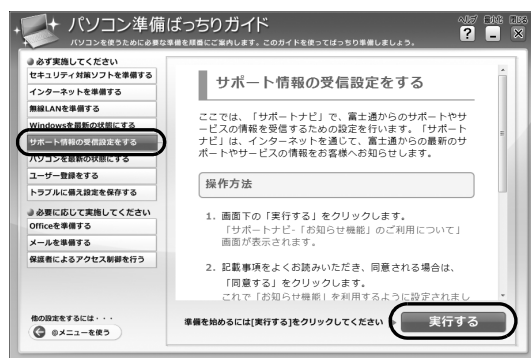 パソコン準備ばっちりガイド
パソコンを使うために必要な準備を順番にご案内します。このガイドを使ってばっちり準備しましょう。
ヘルプ 最小化 閉じる
必ず実施してください
セキュリティ対策ソフトを準備する
インターネットを準備する
無線LANを準備する
Windowsを最新の状態にする
サポート情報の受信設定をする
パソコンを最新の状態にする
ユーザー登録をする
トラブルに備え設定を保存する
必要に応じて実施してください
Officeを準備する
メールを準備する
保護者によるアクセス制御を行う
他の設定をするには・・・
@メニューを使う
サポート情報の受信設定をする
ここでは、「サポートナビ」で、富士通からのサポートやサ
ービスの情報を受信するための設定を行います。「サポート
ナビ」は、インターネットを通じて、富士通からの最新のサ
ポートやサービスの情報をお客様へお知らせします。
操作方法
1. 画面下の「実行する」をクリックします。
「サポートナビ-「お知らせ機能」のご利用について」
画面が表示されます。
2. 記載事項をよくお読みいただき、同意される場合は、
「同意する」をクリックします。
これで「お知らせ機能」を利用するように設定されまし
準備を始めるには[実行する]をクリックしてください
実行する